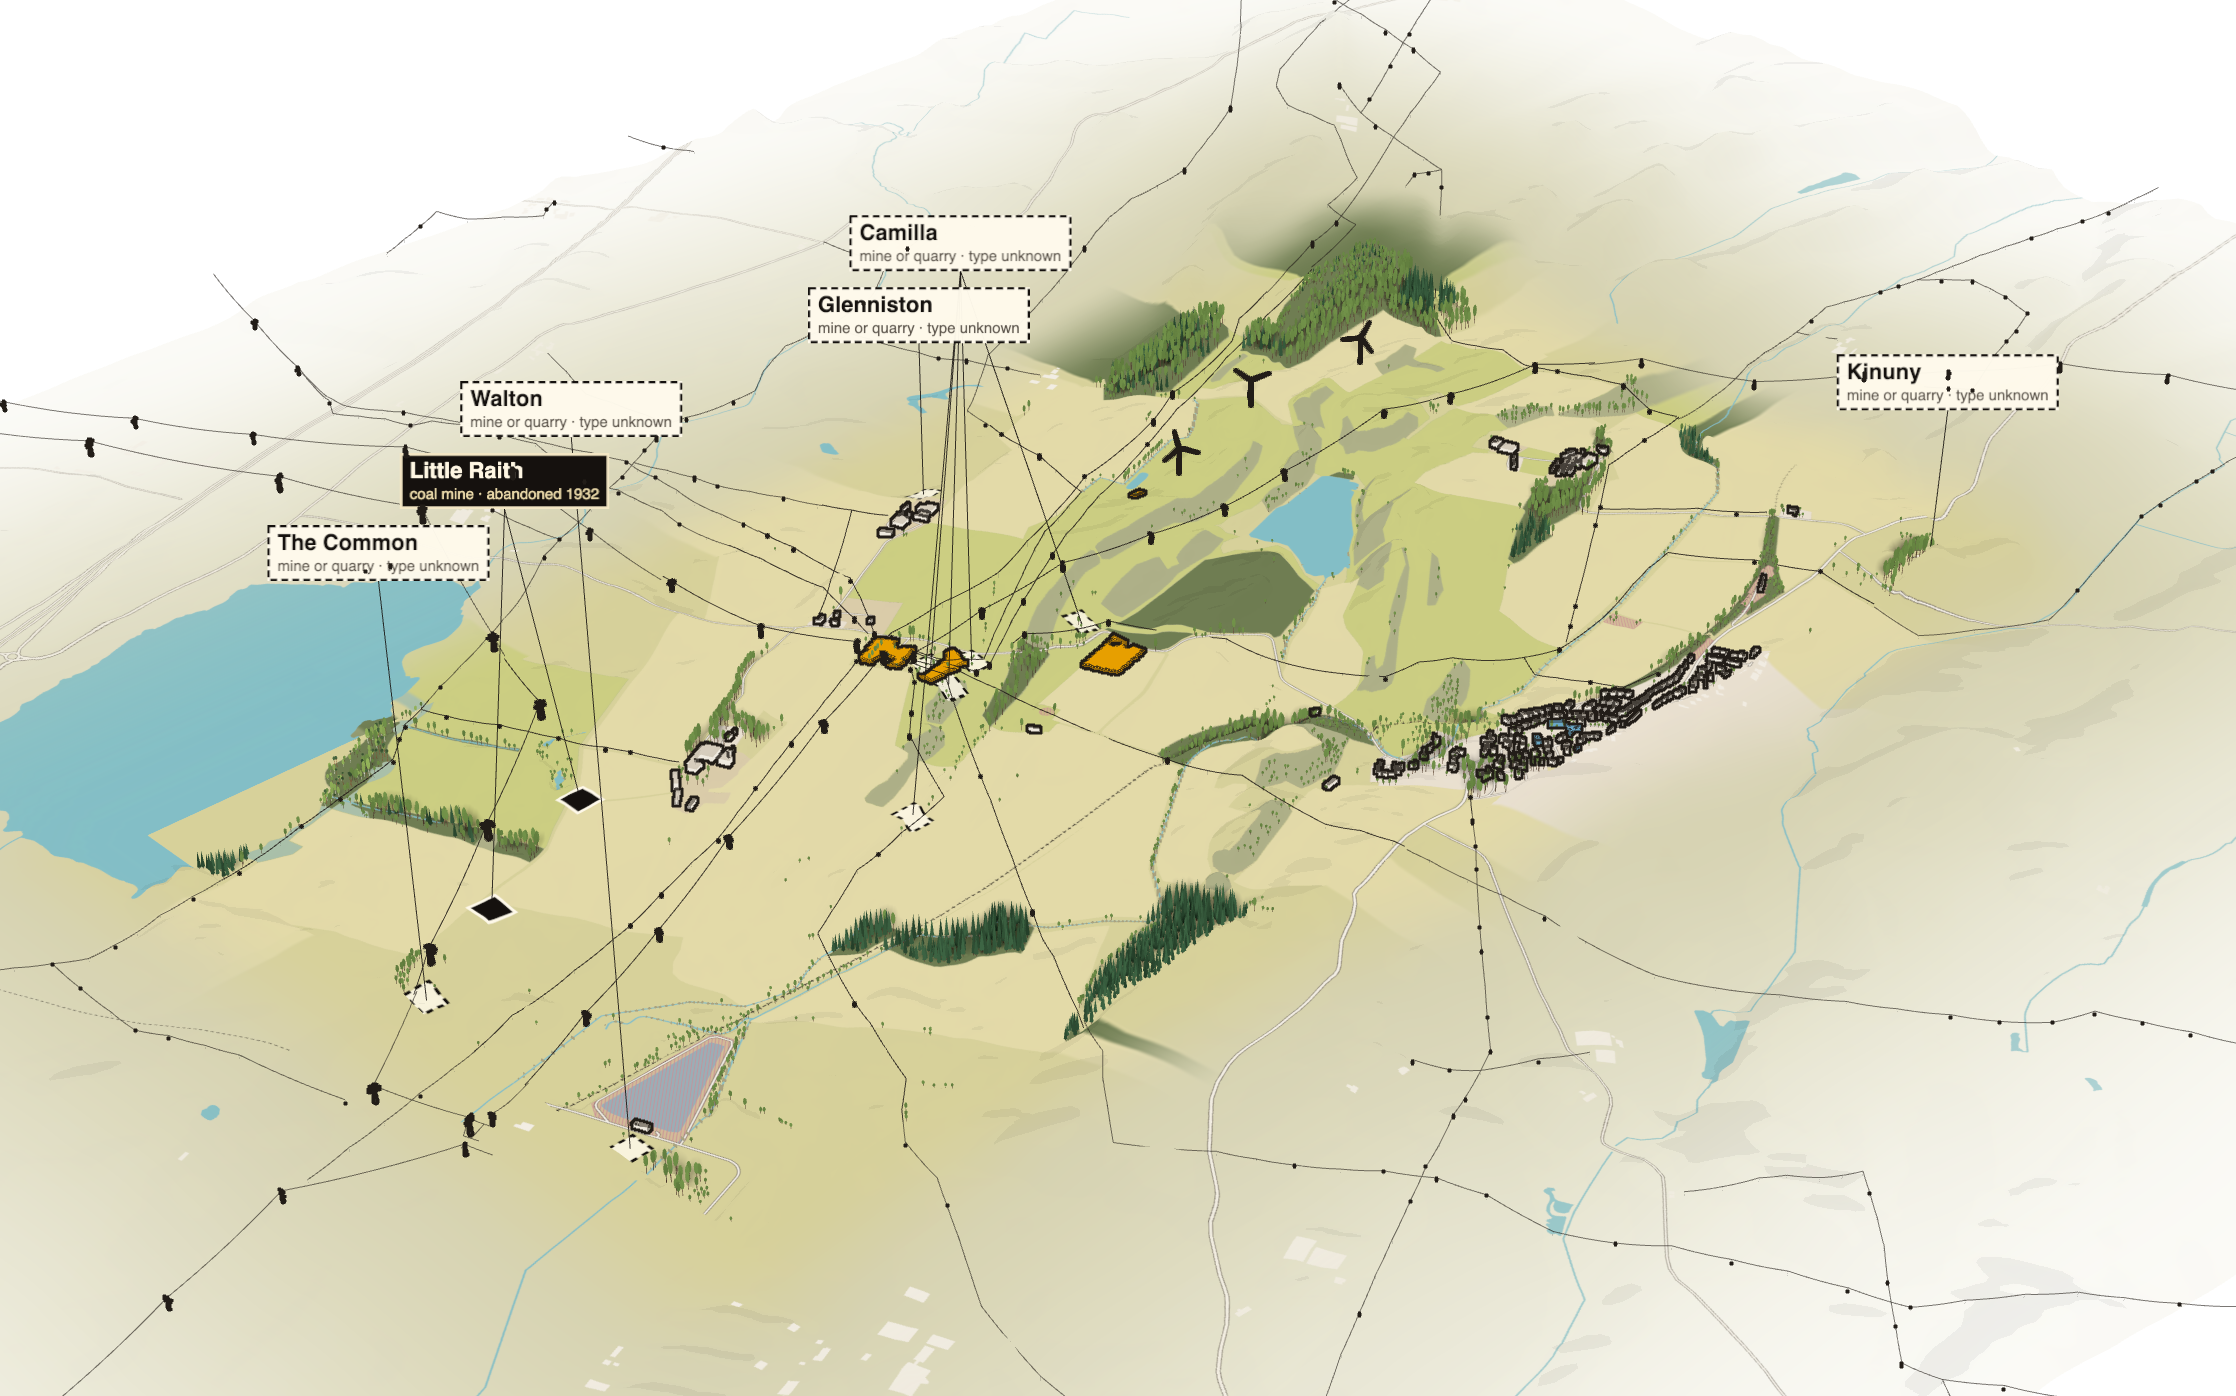 Camilla
mine or quarry · type unknown
Glenniston
mine or quarry · type unknown
Kinuny
mine or quarry · type unknown
Walton
mine or quarry · type unknown
Little Raith
coal mine · abandoned 1932
The Common
mine or quarry · type unknown